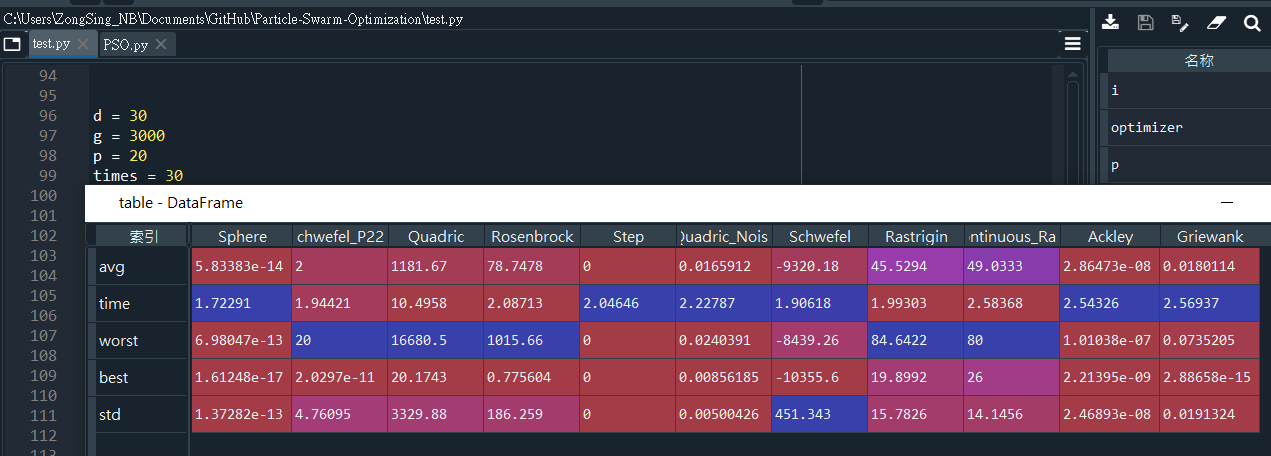 C:\Users\ZongSing_NB\Documents\GitHub\Particle-Swarm-Optimization\test.py
test.py PSO.py
94
95
96 d = 30
97 g = 3000
98 p = 20
99 times = 30
100
101
102
103
104
105
106
107
108
109
110
111
112
名称
i
optimizer
p
table - DataFrame
索引 Sphere chwefel_P22 Quadric Rosenbrock Step Quadric_Nois Schwefel Rastrigin ntinuous_Ra Ackley Griewank
avg 5.83383e-14 2 1181.67 78.7478 0 0.0165912 -9320.18 45.5294 49.0333 2.86473e-08 0.0180114
time 1.72291 1.94421 10.4958 2.08713 2.04646 2.22787 1.90618 1.99303 2.58368 2.54326 2.56937
worst 6.98047e-13 20 16680.5 1015.66 0 0.0240391 -8439.26 84.6422 80 1.01038e-07 0.0735205
best 1.61248e-17 2.0297e-11 20.1743 0.775604 0 0.00856185 -10355.6 19.8992 26 2.21395e-09 2.88658e-15
std 1.37282e-13 4.76095 3329.88 186.259 0 0.00500426 451.343 15.7826 14.1456 2.46893e-08 0.0191324